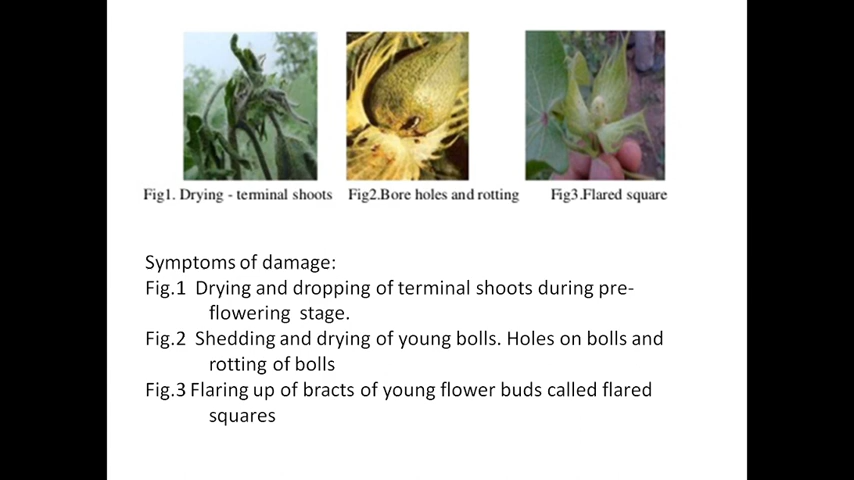 Fig1. Drying - terminal shoots
Fig2.Bore holes and rotting
Fig3.Flared square
Symptoms of damage:
Fig.1 Drying and dropping of terminal shoots during pre-
flowering stage.
Fig.2 Shedding and drying of young bolls. Holes on bolls and
rotting of bolls
Fig.3 Flaring up of bracts of young flower buds called flared
squares